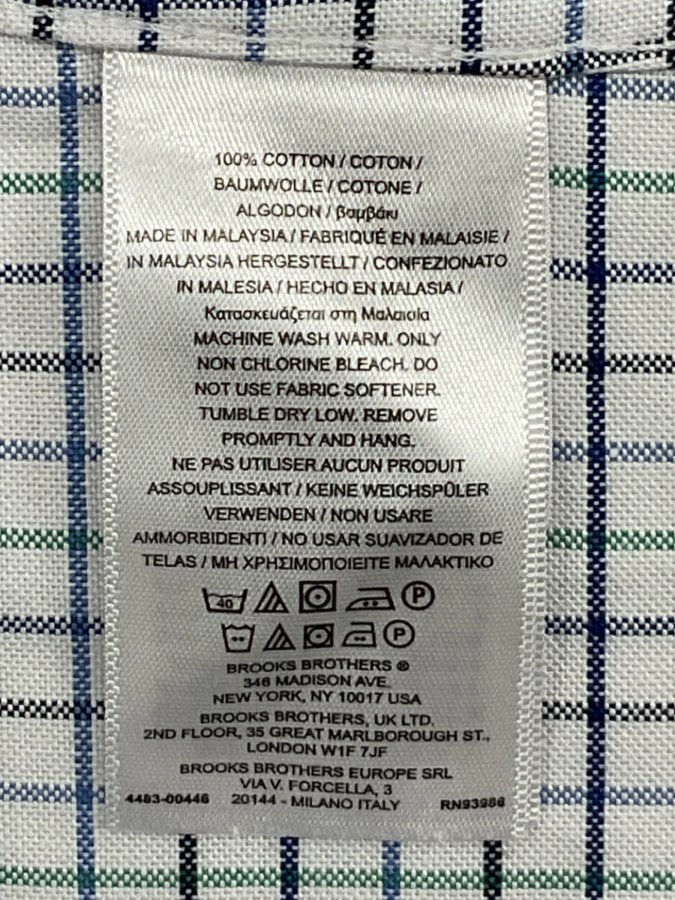 100% COTTON / COTON /
BAUMWOLLE / COTONE /
ALGODON / βαμβάκι
MADE IN MALAYSIA / FABRIQUÉ EN MALAISIE /
IN MALAYSIA HERGESTELLT / CONFEZIONATO
IN MALESIA / HECHO EN MALASIA /
Κατασκευάζεται στη Μαλαισία
MACHINE WASH WARM. ONLY
NON CHLORINE BLEACH. DO
NOT USE FABRIC SOFTENER.
TUMBLE DRY LOW. REMOVE
PROMPTLY AND HANG.
NE PAS UTILISER AUCUN PRODUIT
ASSOUPLISSANT / KEINE WEICHSPÜLER
VERWENDEN / NON USARE
AMMORBIDENTI / NO USAR SUAVIZADOR DE
TELAS / ΜΗ ΧΡΗΣΙΜΟΠΟΙΕΙΤΕ ΜΑΛΑΚΤΙΚΟ
40 P
P
BROOKS BROTHERS ®
346 MADISON AVE.
NEW YORK, NY 10017 USA
BROOKS BROTHERS, UK LTD.
2ND FLOOR, 35 GREAT MARLBOROUGH ST.,
LONDON W1F 7JF
BROOKS BROTHERS EUROPE SRL
VIA V. FORCELLA, 3
4483-00446 20144 - MILANO ITALY RN93986